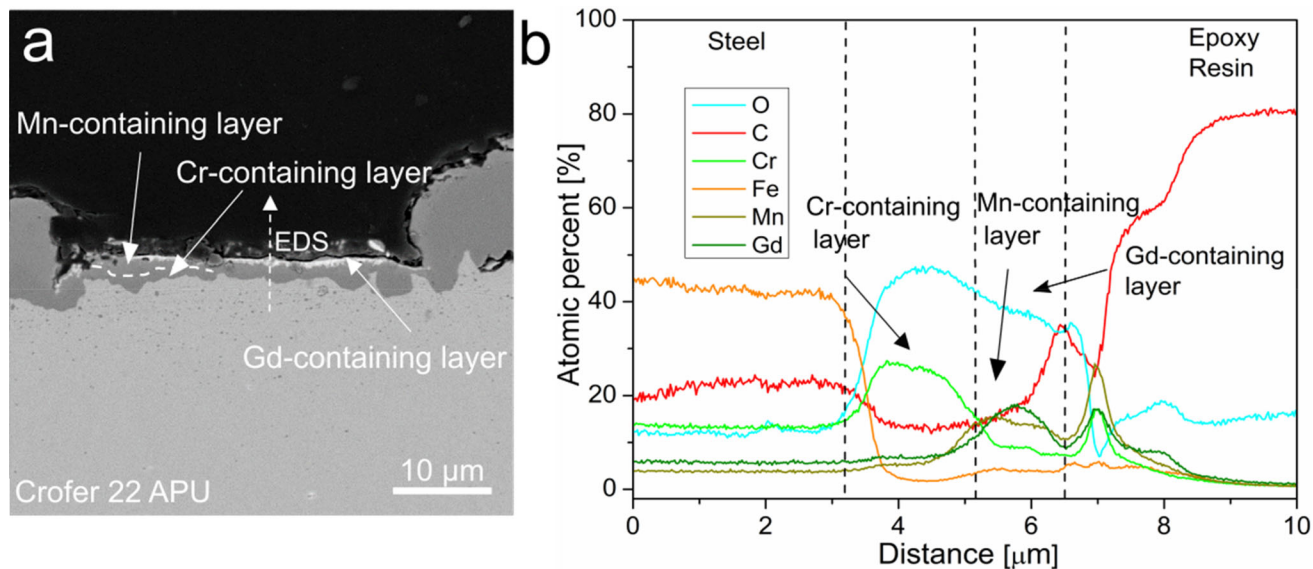 a
Mn-containing layer
Cr-containing layer
EDS
Gd-containing layer
10 μm
Crofer 22 APU
b
Steel
Epoxy
Resin
O
C
Cr
Fe
Mn
Gd
Cr-containing
layer
Mn-containing
layer
Gd-containing
layer
Atomic percent [%]
100
80
60
40
20
0
0
2
4
6
8
10
Distance [μm]